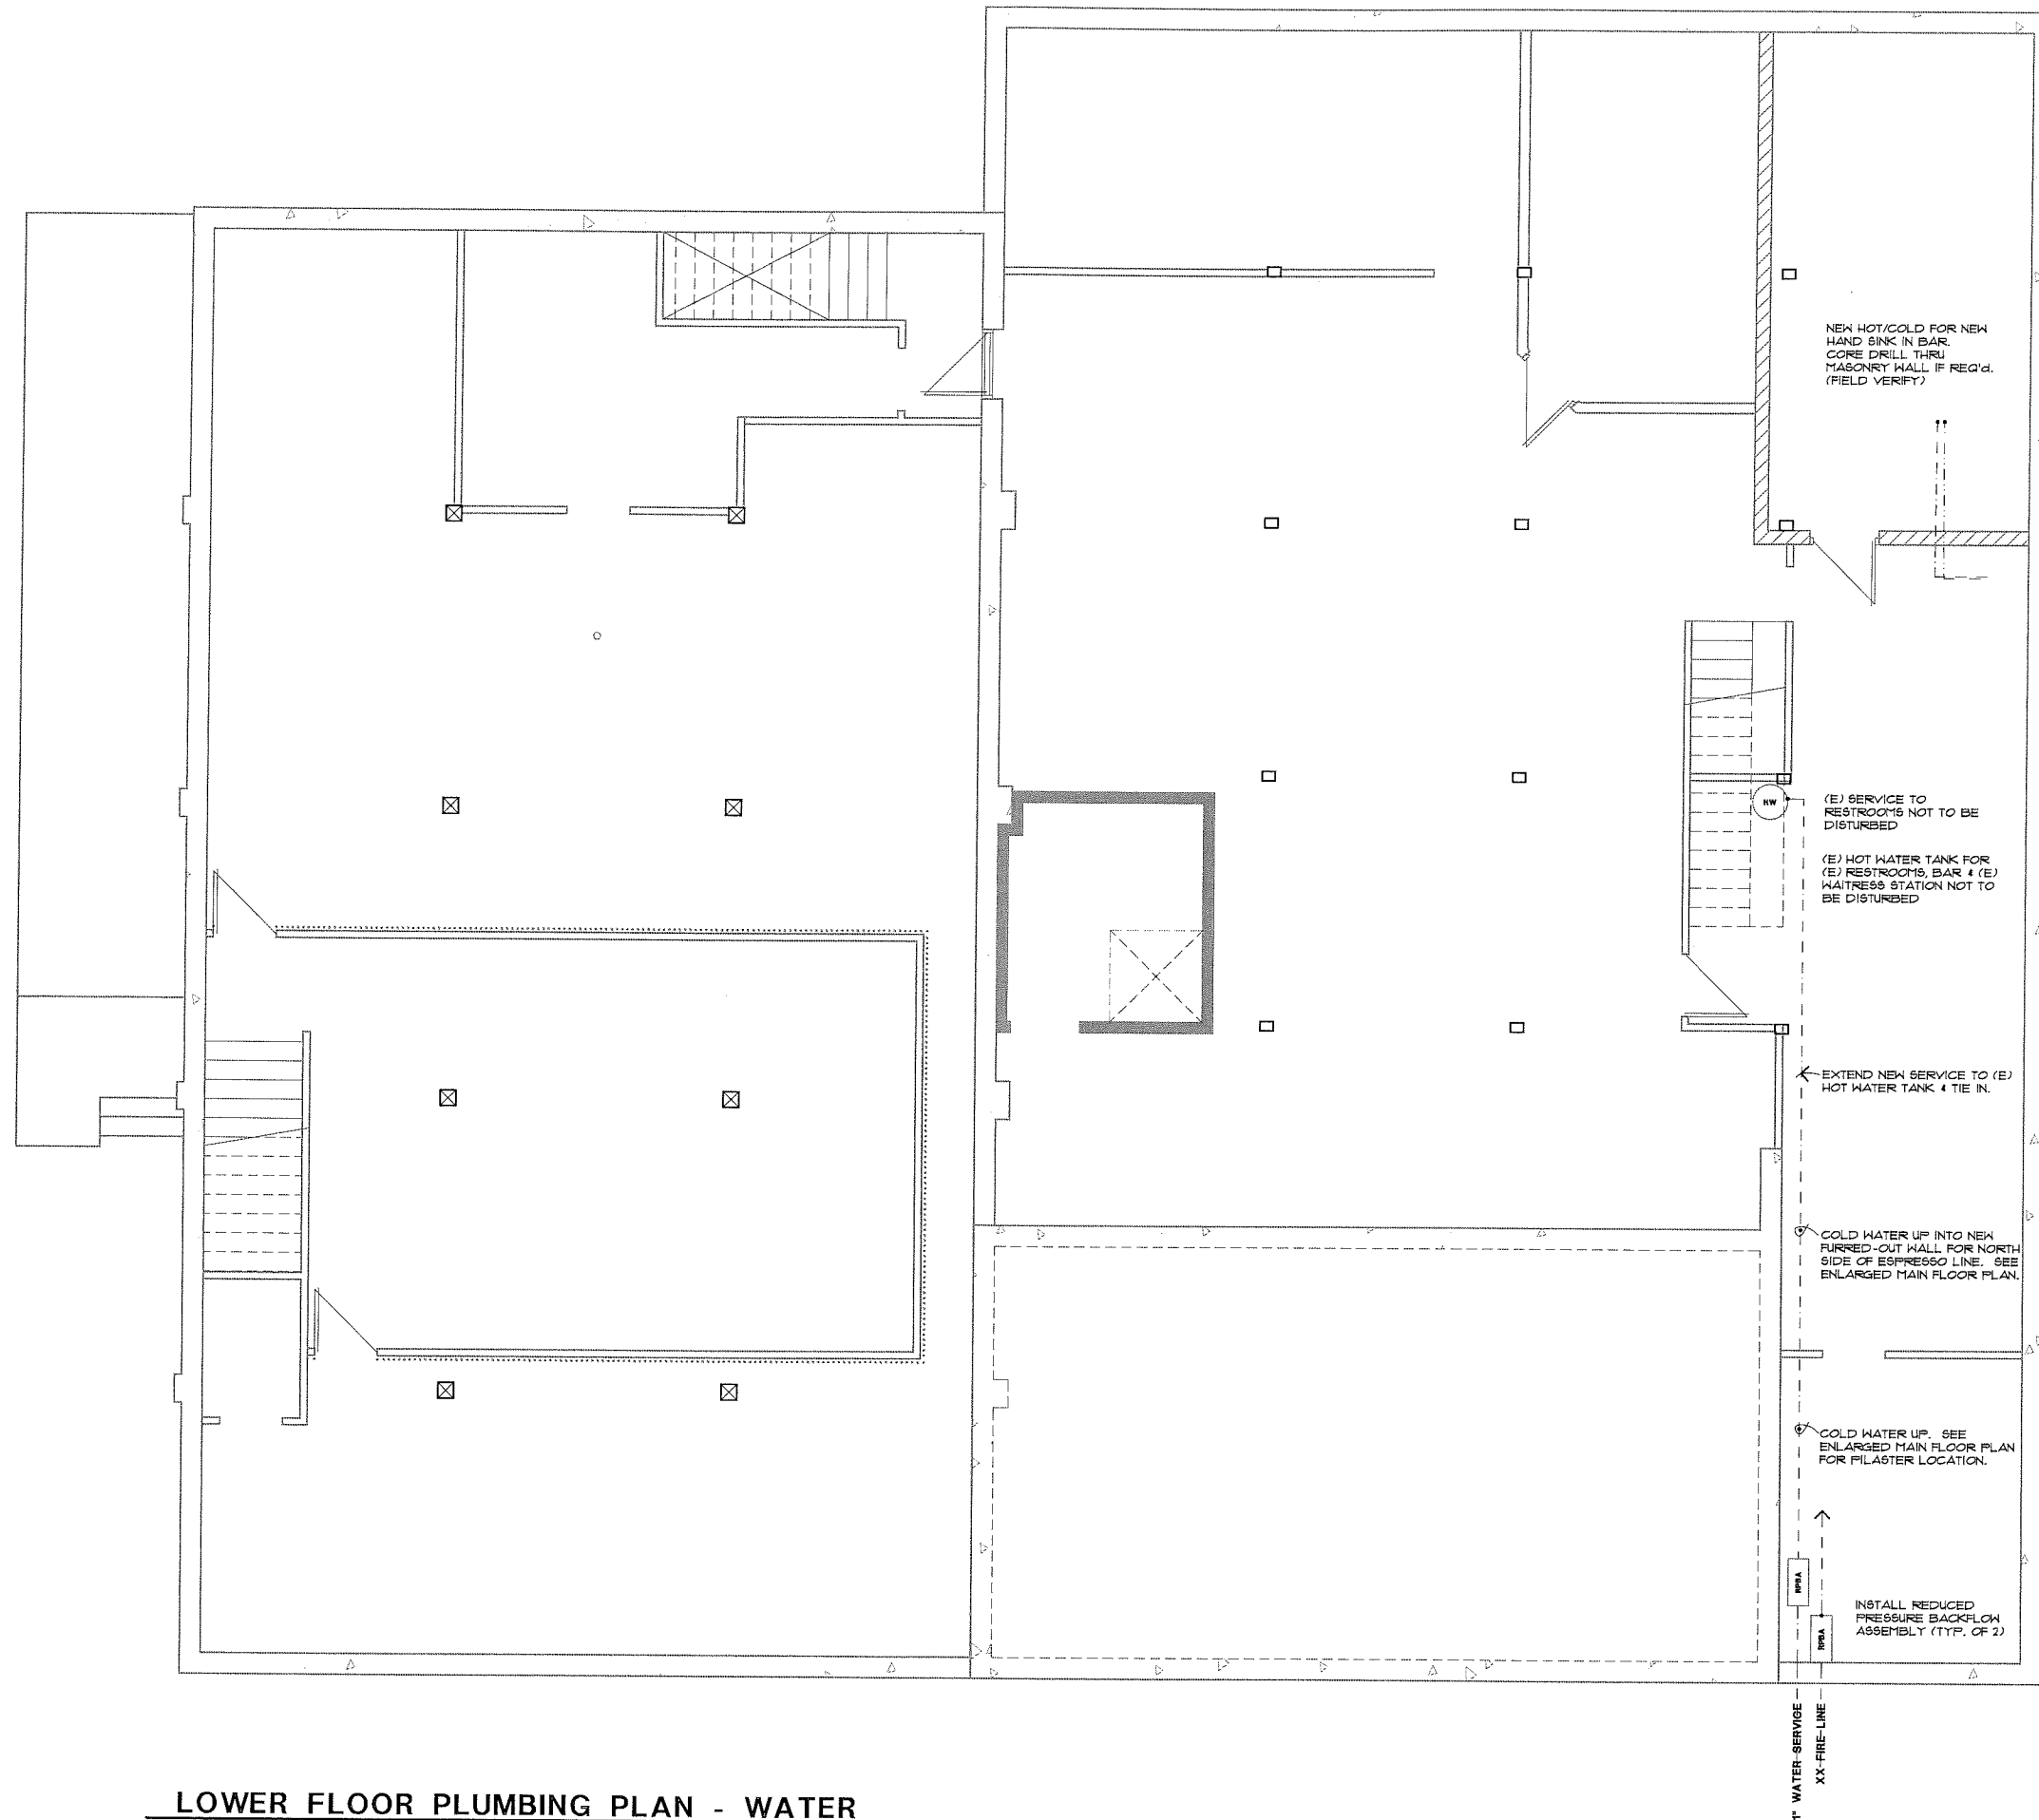 NEW HOT/COLD FOR NEW
HAND SINK IN BAR.
CORE DRILL THRU
MASONRY WALL IF REQ'd.
(FIELD VERIFY)
HW
(E) SERVICE TO
RESTROOMS NOT TO BE
DISTURBED
(E) HOT WATER TANK FOR
(E) RESTROOMS, BAR & (E)
WAITRESS STATION NOT TO
BE DISTURBED
EXTEND NEW SERVICE TO (E)
HOT WATER TANK & TIE IN.
COLD WATER UP INTO NEW
FURRED-OUT WALL FOR NORTH
SIDE OF ESPRESSO LINE. SEE
ENLARGED MAIN FLOOR PLAN.
COLD WATER UP. SEE
ENLARGED MAIN FLOOR PLAN
FOR PILASTER LOCATION.
RPBA
RPBA
INSTALL REDUCED
PRESSURE BACKFLOW
ASSEMBLY (TYP. OF 2)
1" WATER SERVICE
XX-FIRE-LINE
LOWER FLOOR PLUMBING PLAN - WATER